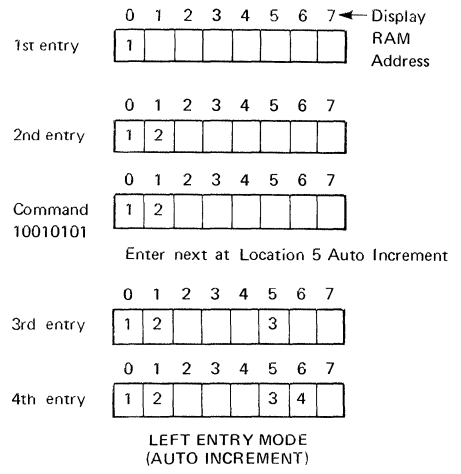 0 1 2 3 4 5 6 7 ← Display
1st entry 1 RAM
Address
0 1 2 3 4 5 6 7
2nd entry 1 2
0 1 2 3 4 5 6 7
Command 1 2
10010101
Enter next at Location 5 Auto Increment
0 1 2 3 4 5 6 7
3rd entry 1 2 3
0 1 2 3 4 5 6 7
4th entry 1 2 3 4
LEFT ENTRY MODE
(AUTO INCREMENT)